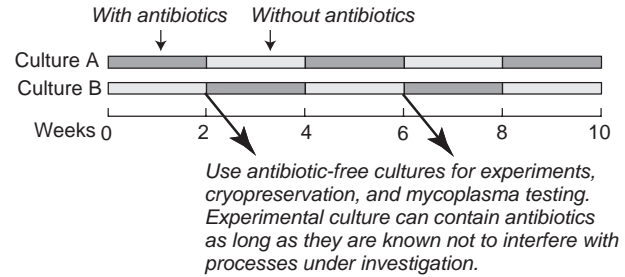 With antibiotics Without antibiotics
Culture A
Culture B
Weeks 0 2 4 6 8 10
Use antibiotic-free cultures for experiments,
cryopreservation, and mycoplasma testing.
Experimental culture can contain antibiotics
as long as they are known not to interfere with
processes under investigation.